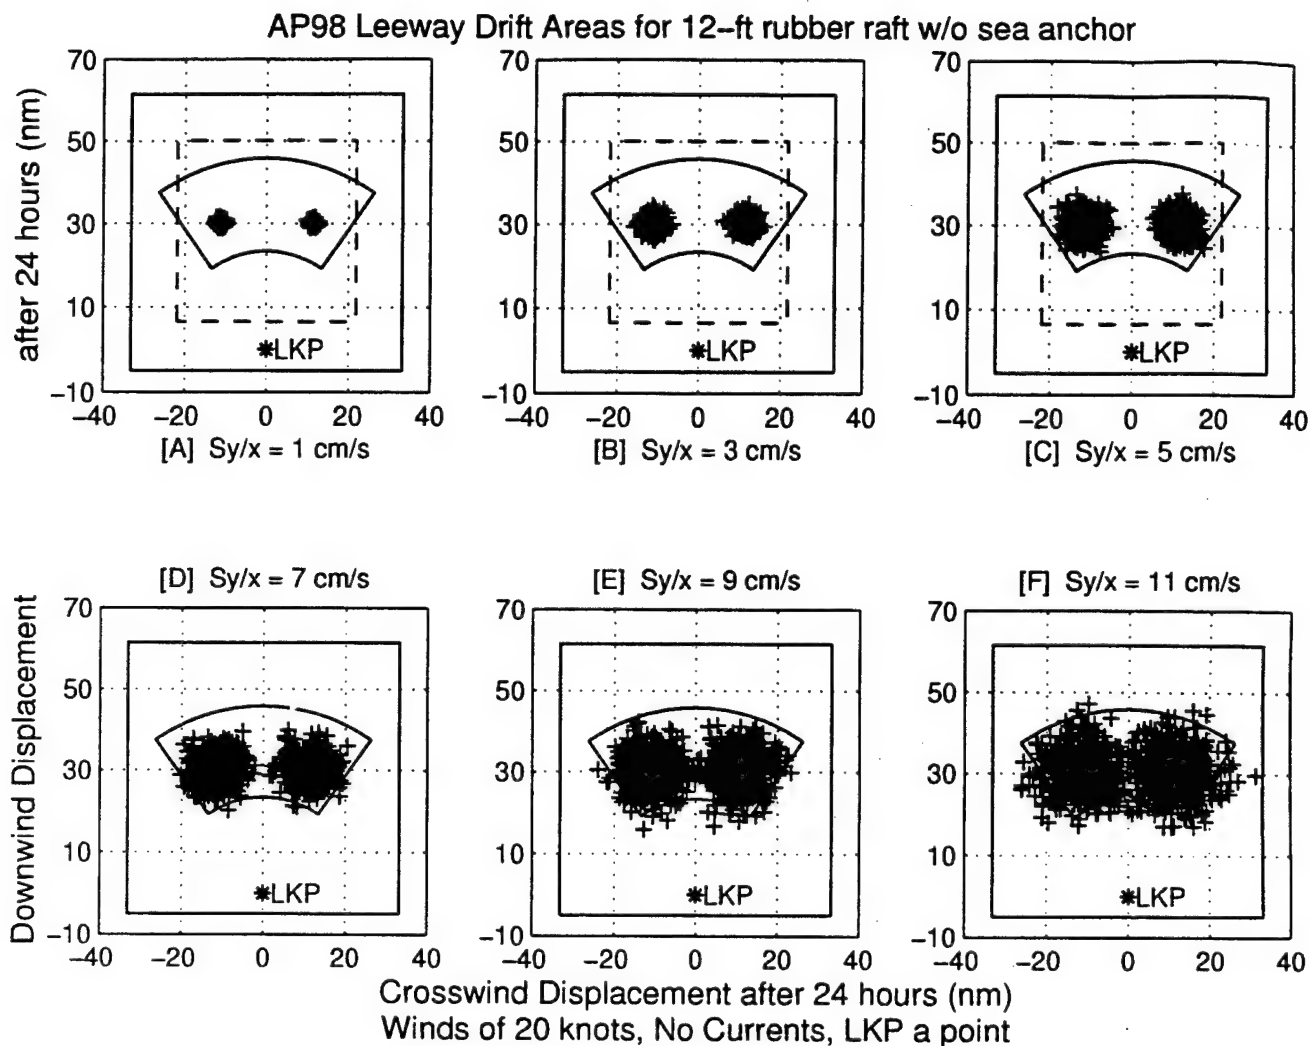 AP98 Leeway Drift Areas for 12-ft rubber raft w/o sea anchor
after 24 hours (nm)
70
50
30
10
-10
*LKP
-40 -20 0 20 40
[A] Sy/x = 1 cm/s
70
50
30
10
-10
*LKP
-40 -20 0 20 40
[B] Sy/x = 3 cm/s
70
50
30
10
-10
*LKP
-40 -20 0 20 40
[C] Sy/x = 5 cm/s
Downwind Displacement
[D] Sy/x = 7 cm/s
70
50
30
10
-10
*LKP
-40 -20 0 20 40
[E] Sy/x = 9 cm/s
70
50
30
10
-10
*LKP
-40 -20 0 20 40
[F] Sy/x = 11 cm/s
70
50
30
10
-10
*LKP
-40 -20 0 20 40
Crosswind Displacement after 24 hours (nm)
Winds of 20 knots, No Currents, LKP a point